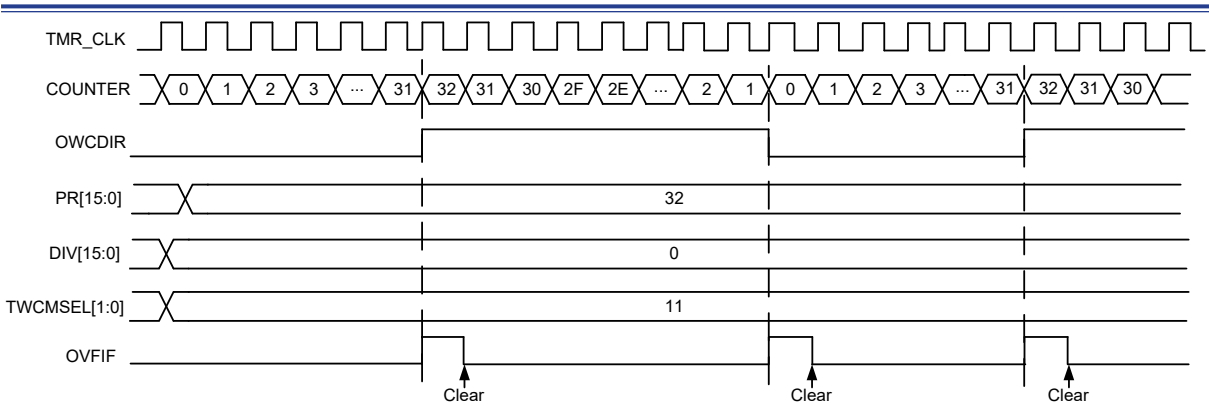 TMR_CLK
COUNTER 0 1 2 3 ... 31 32 31 30 2F 2E ... 2 1 0 1 2 3 ... 31 32 31 30
OWCDIR
PR[15:0] 32
DIV[15:0] 0
TWCMSEL[1:0] 11
OVFIF
Clear Clear Clear